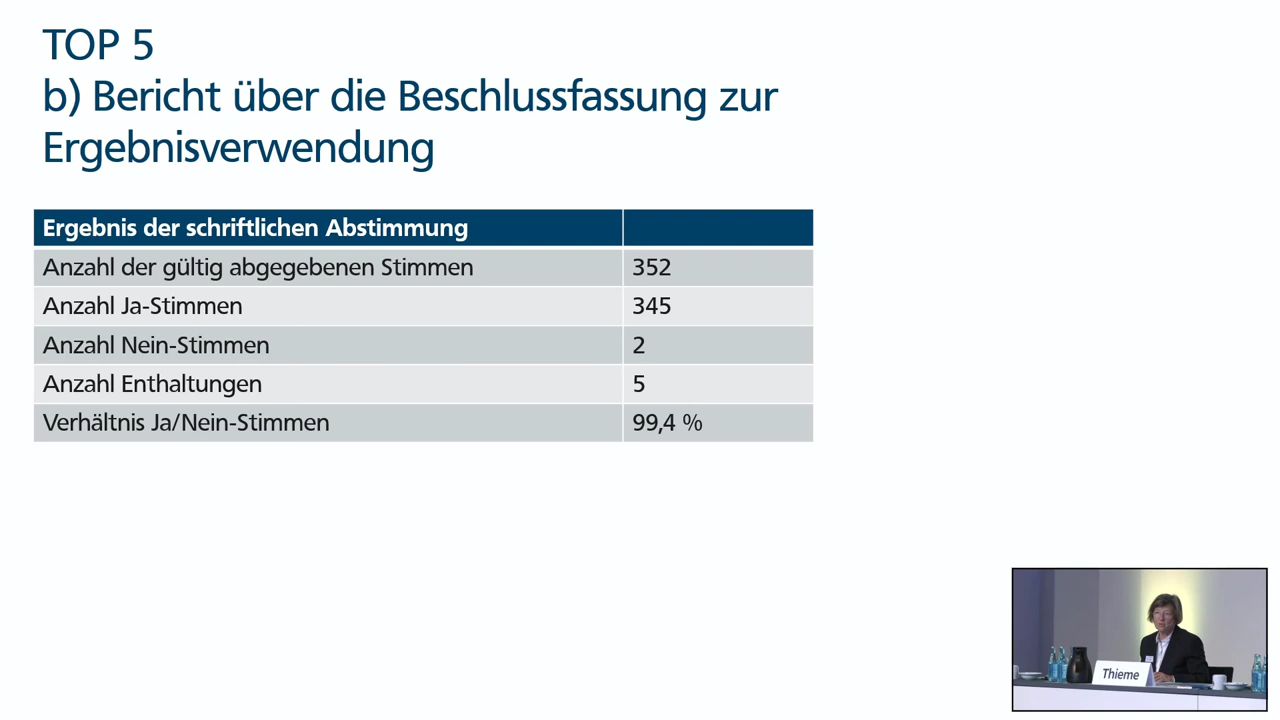 TOP 5
b) Bericht über die Beschlussfassung zur
Ergebnisverwendung
Ergebnis der schriftlichen Abstimmung
Anzahl der gültig abgegebenen Stimmen 352
Anzahl Ja-Stimmen 345
Anzahl Nein-Stimmen 2
Anzahl Enthaltungen 5
Verhältnis Ja/Nein-Stimmen 99,4 %
Thieme